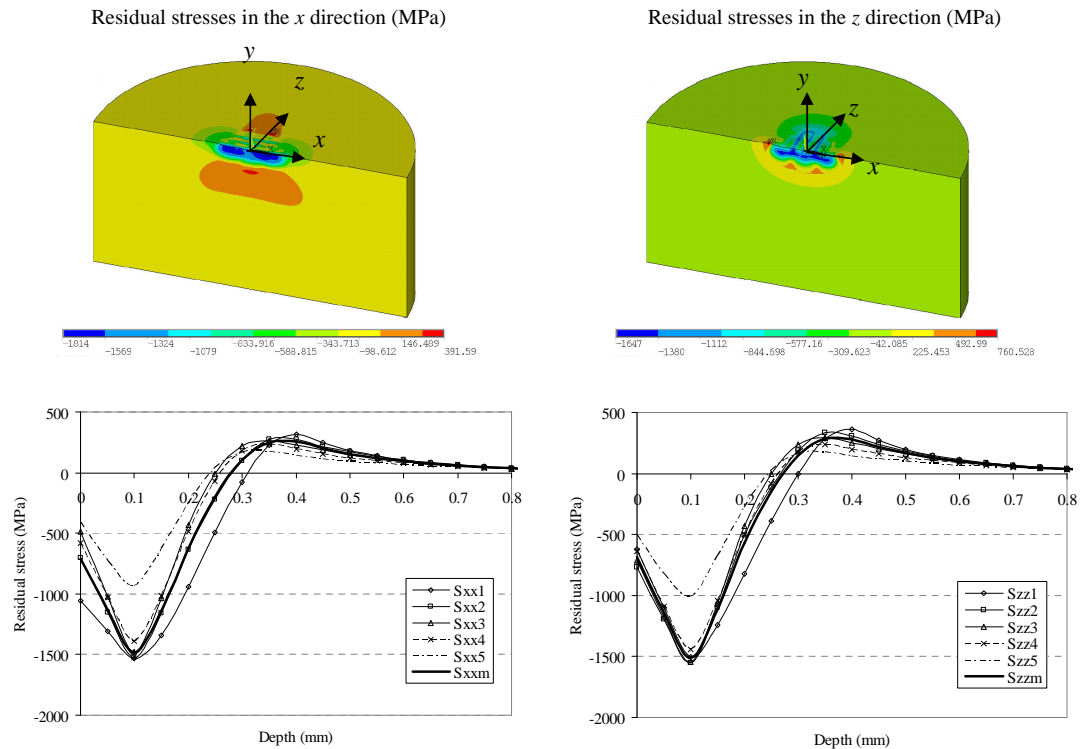 Residual stresses in the x direction (MPa)
Residual stresses in the z direction (MPa)
y
z
x
y
z
x
-1814 -1324 -833.916 -343.713 146.489
-1569 -1079 -588.815 -98.612 391.59
-1647 -1112 -577.16 -42.085 492.99
-1380 -844.698 -309.623 225.453 760.528
500
0
-500
-1000
-1500
-2000
0 0.1 0.2 0.3 0.4 0.5 0.6 0.7 0.8
Residual stress (MPa)
Depth (mm)
Sxx1
Sxx2
Sxx3
Sxx4
Sxx5
Sxxm
500
0
-500
-1000
-1500
-2000
0 0.1 0.2 0.3 0.4 0.5 0.6 0.7 0.8
Residual stress (MPa)
Depth (mm)
Szz1
Szz2
Szz3
Szz4
Szz5
Szzm